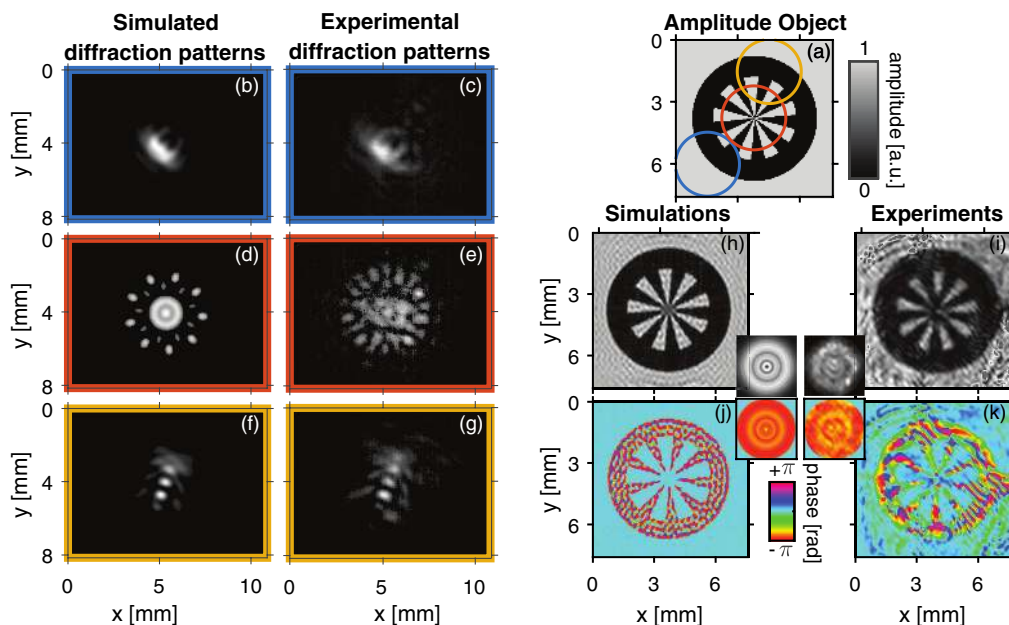 Simulated
diffraction patterns
Experimental
diffraction patterns
Amplitude Object
0
4
8
y [mm]
(b)
(c)
0
3
6
y [mm]
(a)
1
0
amplitude
[a.u.]
0
4
8
y [mm]
(d)
(e)
Simulations
Experiments
0
3
6
y [mm]
(h)
(i)
0
4
8
y [mm]
(f)
(g)
0
3
6
y [mm]
(j)
(k)
+π
-π
phase [rad]
0
5
10
x [mm]
0
5
10
x [mm]
0
3
6
x [mm]
0
3
6
x [mm]